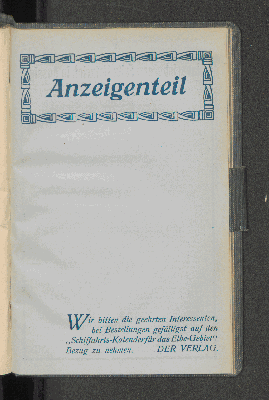 Anzeigenteil
Wir bitten die geehrten Interessenten,
bei Bestellungen gefälligst auf den
„Schiffahrts-Kalender für das Elbe-Gebiet"
Bezug zu nehmen. DER VERLAG.